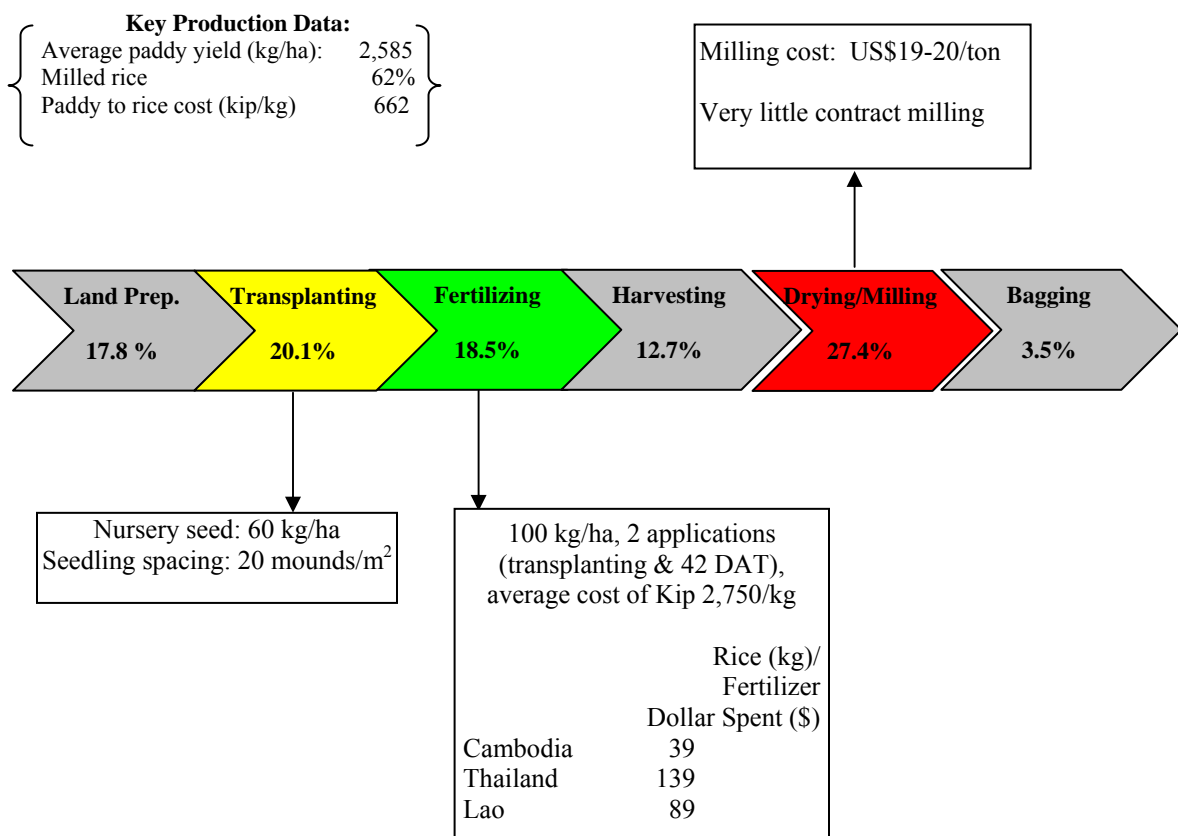 Key Production Data:
Average paddy yield (kg/ha): 2,585
Milled rice 62%
Paddy to rice cost (kip/kg) 662
Milling cost: US$19-20/ton
Very little contract milling
Land Prep.
17.8 %
Transplanting
20.1%
Fertilizing
18.5%
Harvesting
12.7%
Drying/Milling
27.4%
Bagging
3.5%
Nursery seed: 60 kg/ha
Seedling spacing: 20 mounds/m²
100 kg/ha, 2 applications
(transplanting & 42 DAT),
average cost of Kip 2,750/kg
Rice (kg)/
Fertilizer
Dollar Spent ($)
Cambodia 39
Thailand 139
Lao 89